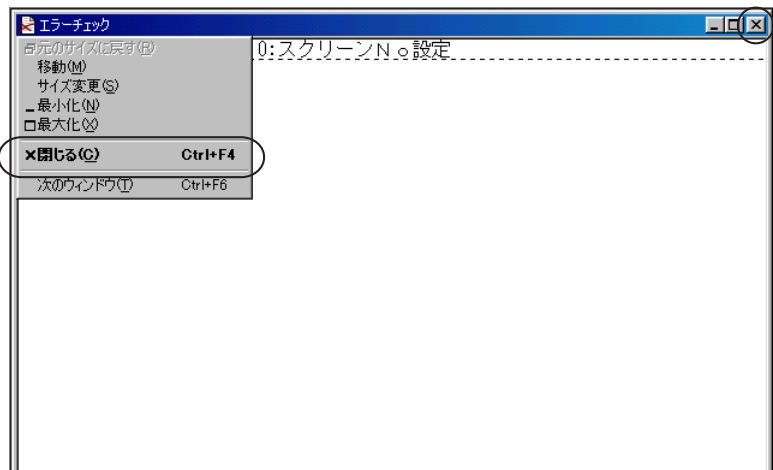 エラーチェック
元のサイズに戻す(R)
0:スクリーンNo設定
移動(M)
サイズ変更(S)
最小化(N)
最大化(X)
×閉じる(C) Ctrl+F4
次のウィンドウ(T) Ctrl+F6